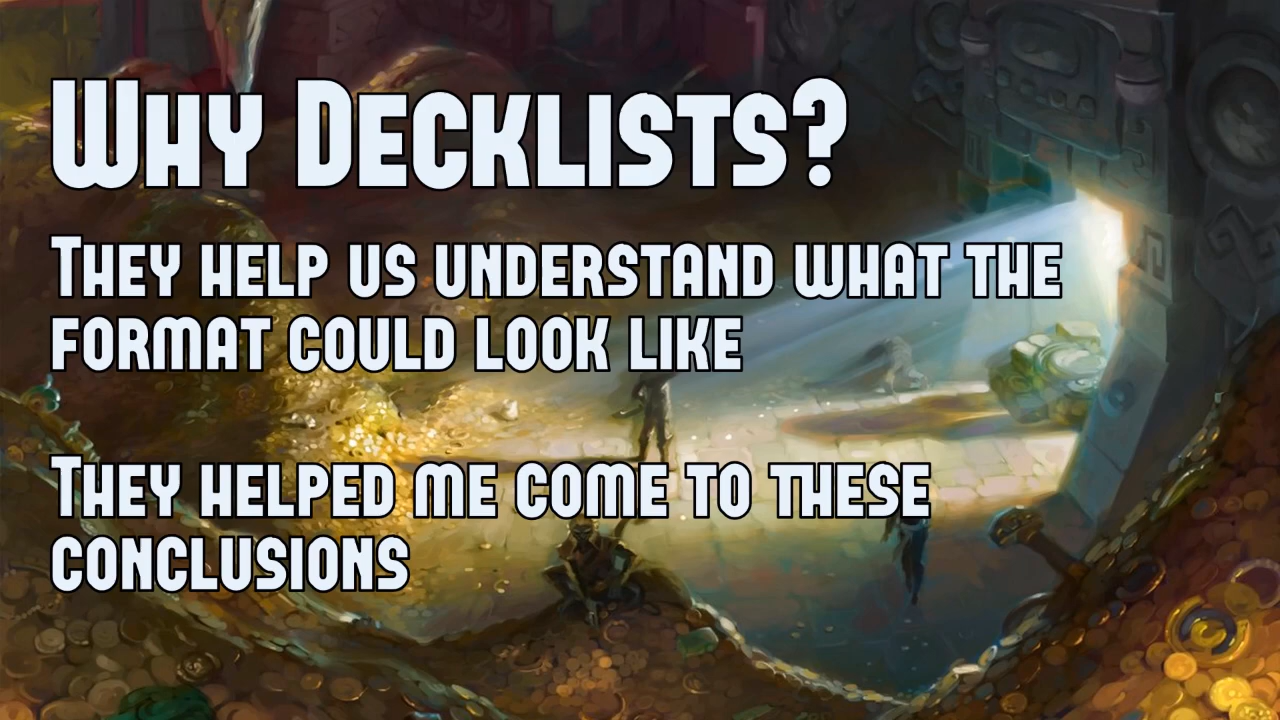 Why Decklists?
They help us understand what the
format could look like
They helped me come to these
conclusions